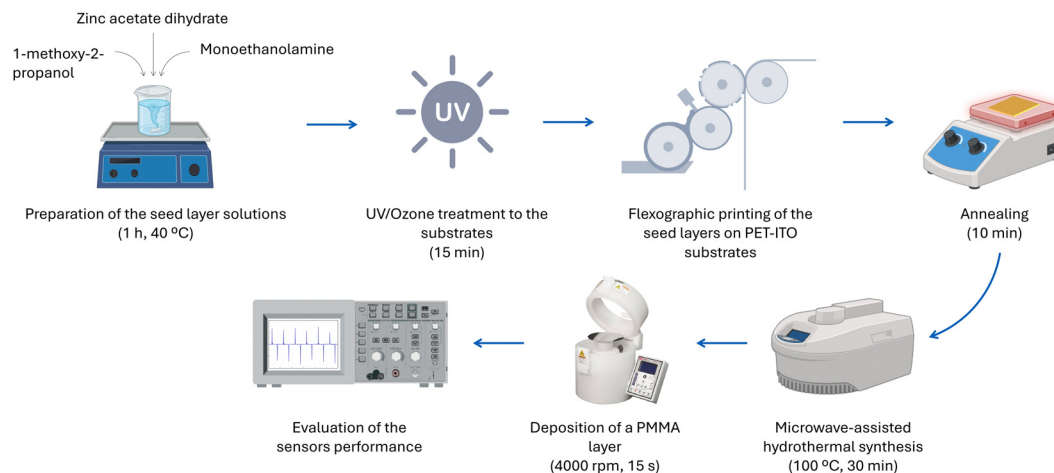 Zinc acetate dihydrate
1-methoxy-2-
propanol
Monoethanolamine
UV
Preparation of the seed layer solutions
(1 h, 40 ºC)
UV/Ozone treatment to the
substrates
(15 min)
Flexographic printing of the
seed layers on PET-ITO
substrates
Annealing
(10 min)
Evaluation of the
sensors performance
Deposition of a PMMA
layer
(4000 rpm, 15 s)
Microwave-assisted
hydrothermal synthesis
(100 ºC, 30 min)